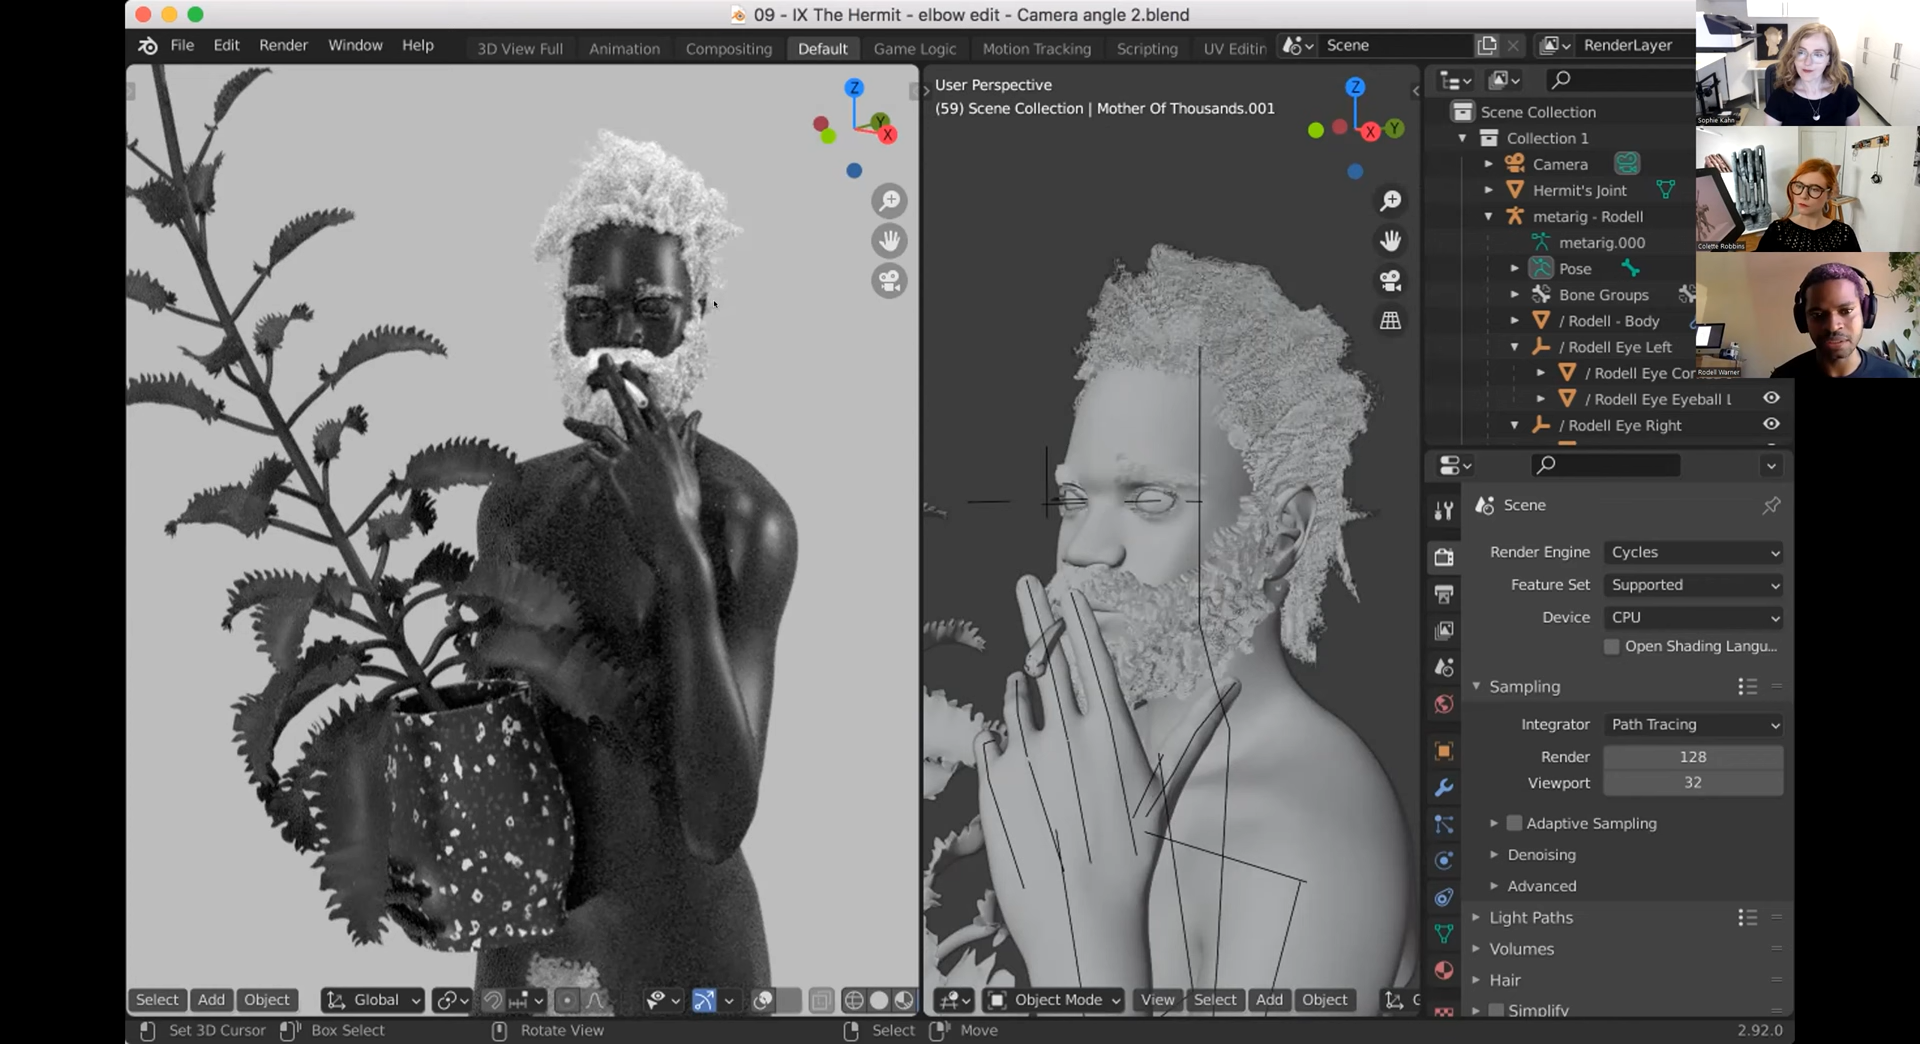 09 - IX The Hermit - elbow edit - Camera angle 2.blend
File Edit Render Window Help
3D View Full Animation Compositing Default Game Logic Motion Tracking Scripting UV Editin
Scene
RenderLayer
Z
Y
X
User Perspective
(59) Scene Collection | Mother Of Thousands.001
Z
X
Y
Scene Collection
Collection 1
Camera
Hermit's Joint
metarig - Rodell
metarig.000
Pose
Bone Groups
/ Rodell - Body
/ Rodell Eye Left
/ Rodell Eye Cor
/ Rodell Eye Eyeball L
/ Rodell Eye Right
Sophie Kahn
Colette Robbins
Rodell Warner
Scene
Render Engine Cycles
Feature Set Supported
Device CPU
Open Shading Langu...
Sampling
Integrator Path Tracing
Render 128
Viewport 32
Adaptive Sampling
Denoising
Advanced
Light Paths
Volumes
Hair
Simplify
Select Add Object Global
Object Mode View Select Add Object G
Set 3D Cursor Box Select Rotate View Select Move 2.92.0